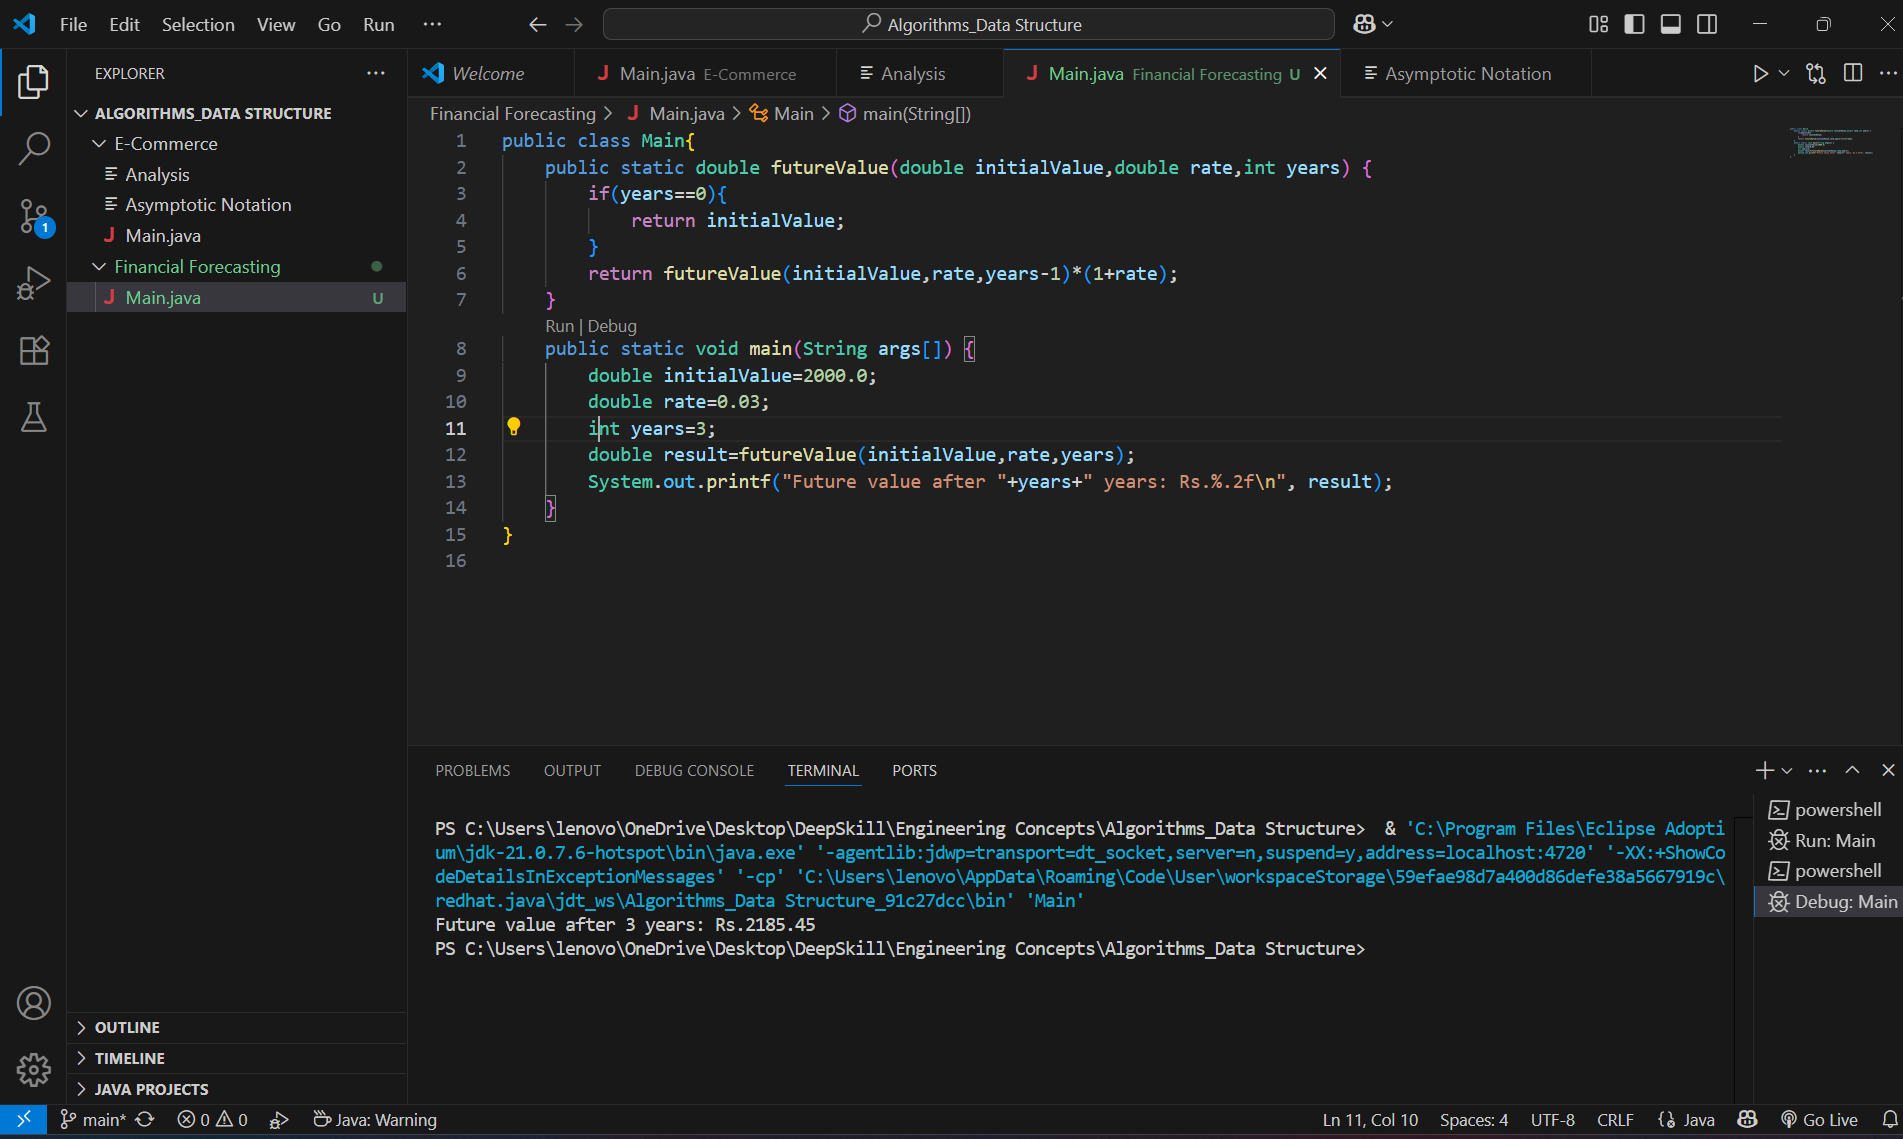 File Edit Selection View Go Run ···
Algorithms_Data Structure
EXPLORER
ALGORITHMS_DATA STRUCTURE
E-Commerce
Analysis
Asymptotic Notation
Main.java
Financial Forecasting
Main.java U
OUTLINE
TIMELINE
JAVA PROJECTS
Welcome
Main.java E-Commerce
Analysis
Main.java Financial Forecasting U
Asymptotic Notation
Financial Forecasting > Main.java > Main > main(String[])
1 public class Main{
2 public static double futureValue(double initialValue,double rate,int years) {
3 if(years==0){
4 return initialValue;
5 }
6 return futureValue(initialValue,rate,years-1)*(1+rate);
7 }
Run | Debug
8 public static void main(String args[]) {
9 double initialValue=2000.0;
10 double rate=0.03;
11 int years=3;
12 double result=futureValue(initialValue,rate,years);
13 System.out.printf("Future value after "+years+" years: Rs.%.2f\n", result);
14 }
15 }
16
PROBLEMS OUTPUT DEBUG CONSOLE TERMINAL PORTS
PS C:\Users\lenovo\OneDrive\Desktop\DeepSkill\Engineering Concepts\Algorithms_Data Structure>  & 'C:\Program Files\Eclipse Adopti
um\jdk-21.0.7.6-hotspot\bin\java.exe' '-agentlib:jdwp=transport=dt_socket,server=n,suspend=y,address=localhost:4720' '-XX:+ShowCo
deDetailsInExceptionMessages' '-cp' 'C:\Users\lenovo\AppData\Roaming\Code\User\workspaceStorage\59efae98d7a400d86defe38a5667919c\
redhat.java\jdt_ws\Algorithms_Data Structure_91c27dcc\bin' 'Main'
Future value after 3 years: Rs.2185.45
PS C:\Users\lenovo\OneDrive\Desktop\DeepSkill\Engineering Concepts\Algorithms_Data Structure>
powershell
Run: Main
powershell
Debug: Main
1
main* 0 0 Java: Warning
Ln 11, Col 10 Spaces: 4 UTF-8 CRLF Java Go Live